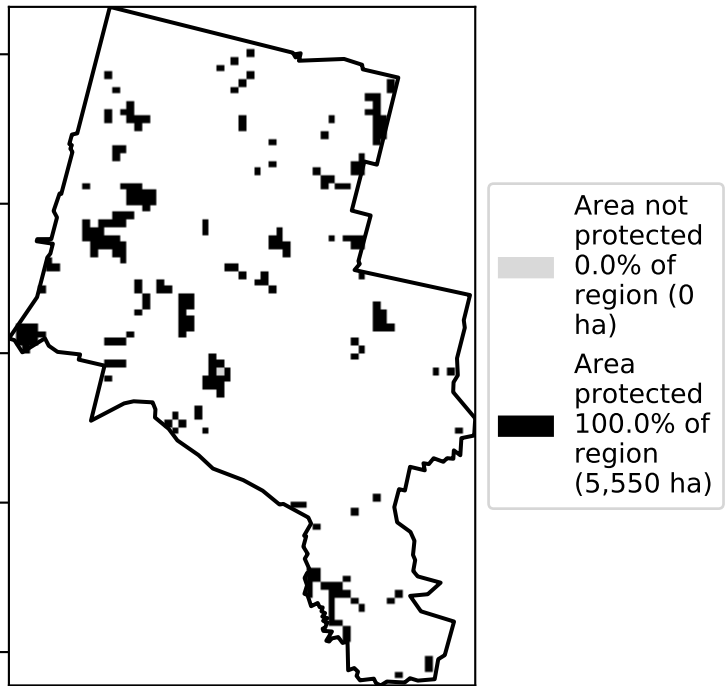 Area not
protected
0.0% of
region (0
ha)
Area
protected
100.0% of
region
(5,550 ha)